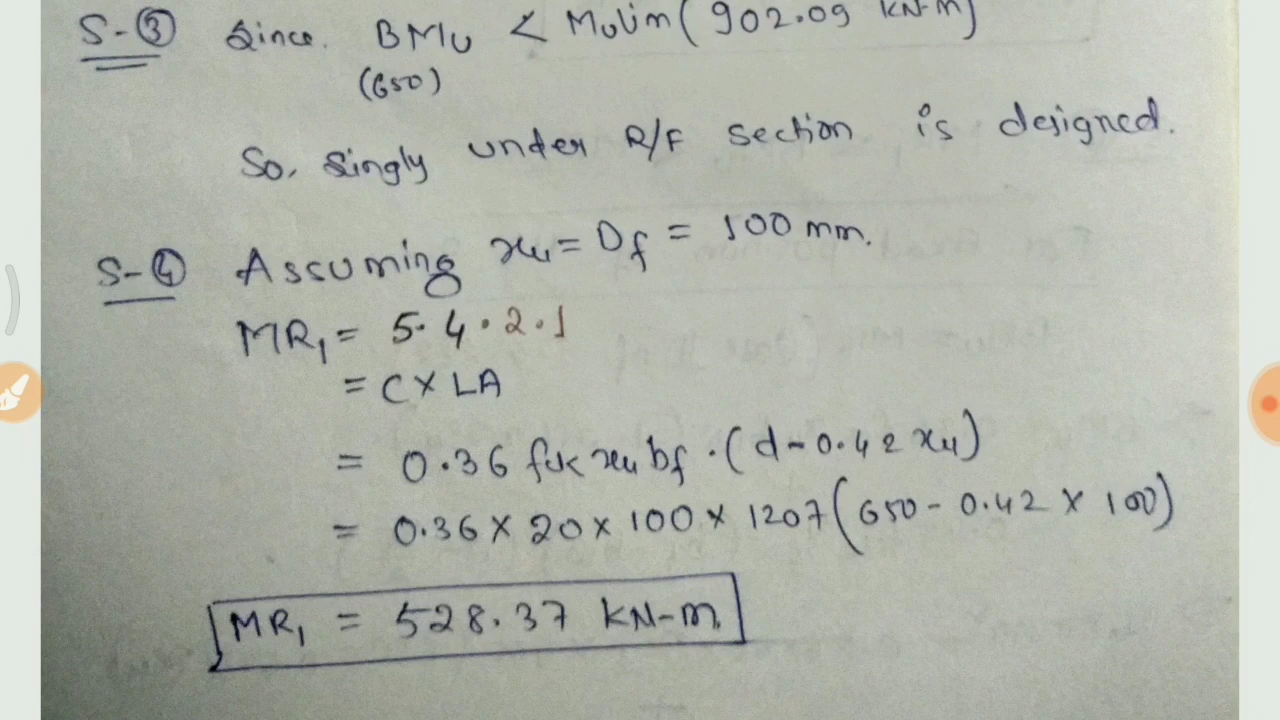 S-③ Since. BMu < Mulim (902.09 KN-m)
(650)
So, Singly under R/F section is designed.
S-④ Assuming xu = Df = 100 mm.
MR₁ = 5.4.2.1
= C X LA
= 0.36 fck xu bf . (d - 0.42 xu)
= 0.36 X 20 x 100 x 1207 (650 - 0.42 X 100)
MR₁ = 528.37 KN-m